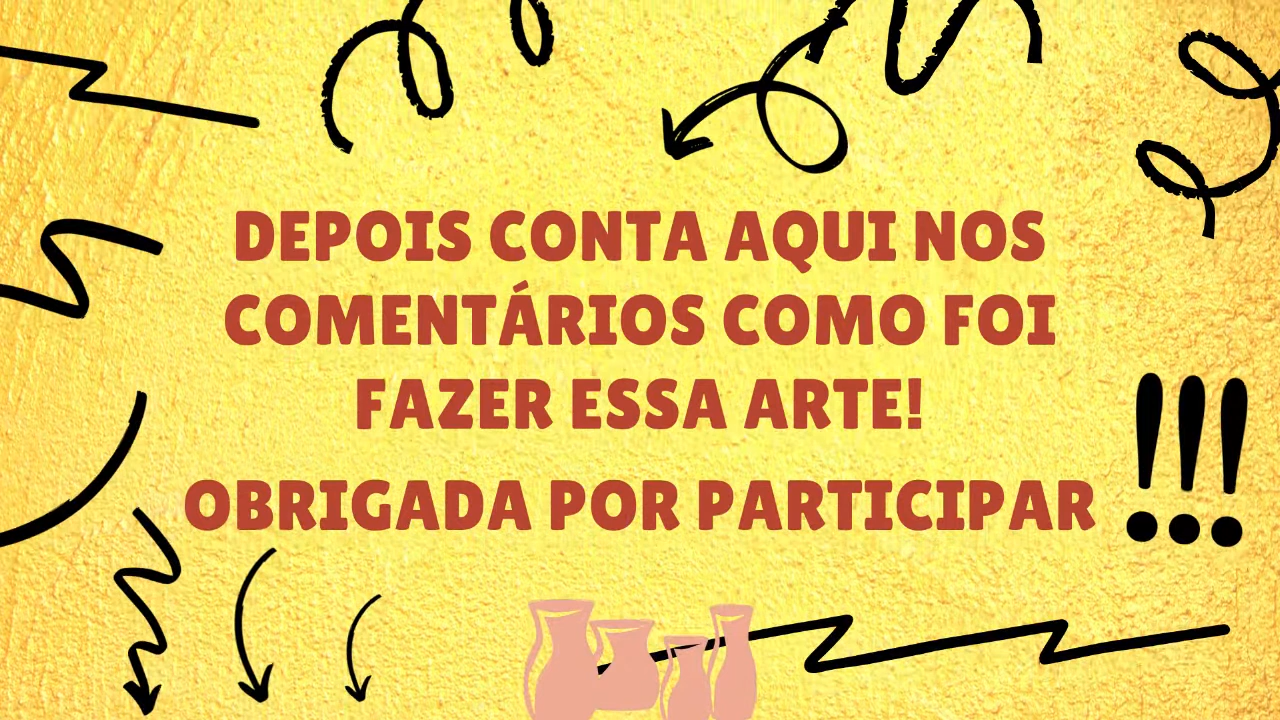 DEPOIS CONTA AQUI NOS
COMENTÁRIOS COMO FOI
FAZER ESSA ARTE!
OBRIGADA POR PARTICIPAR !!!